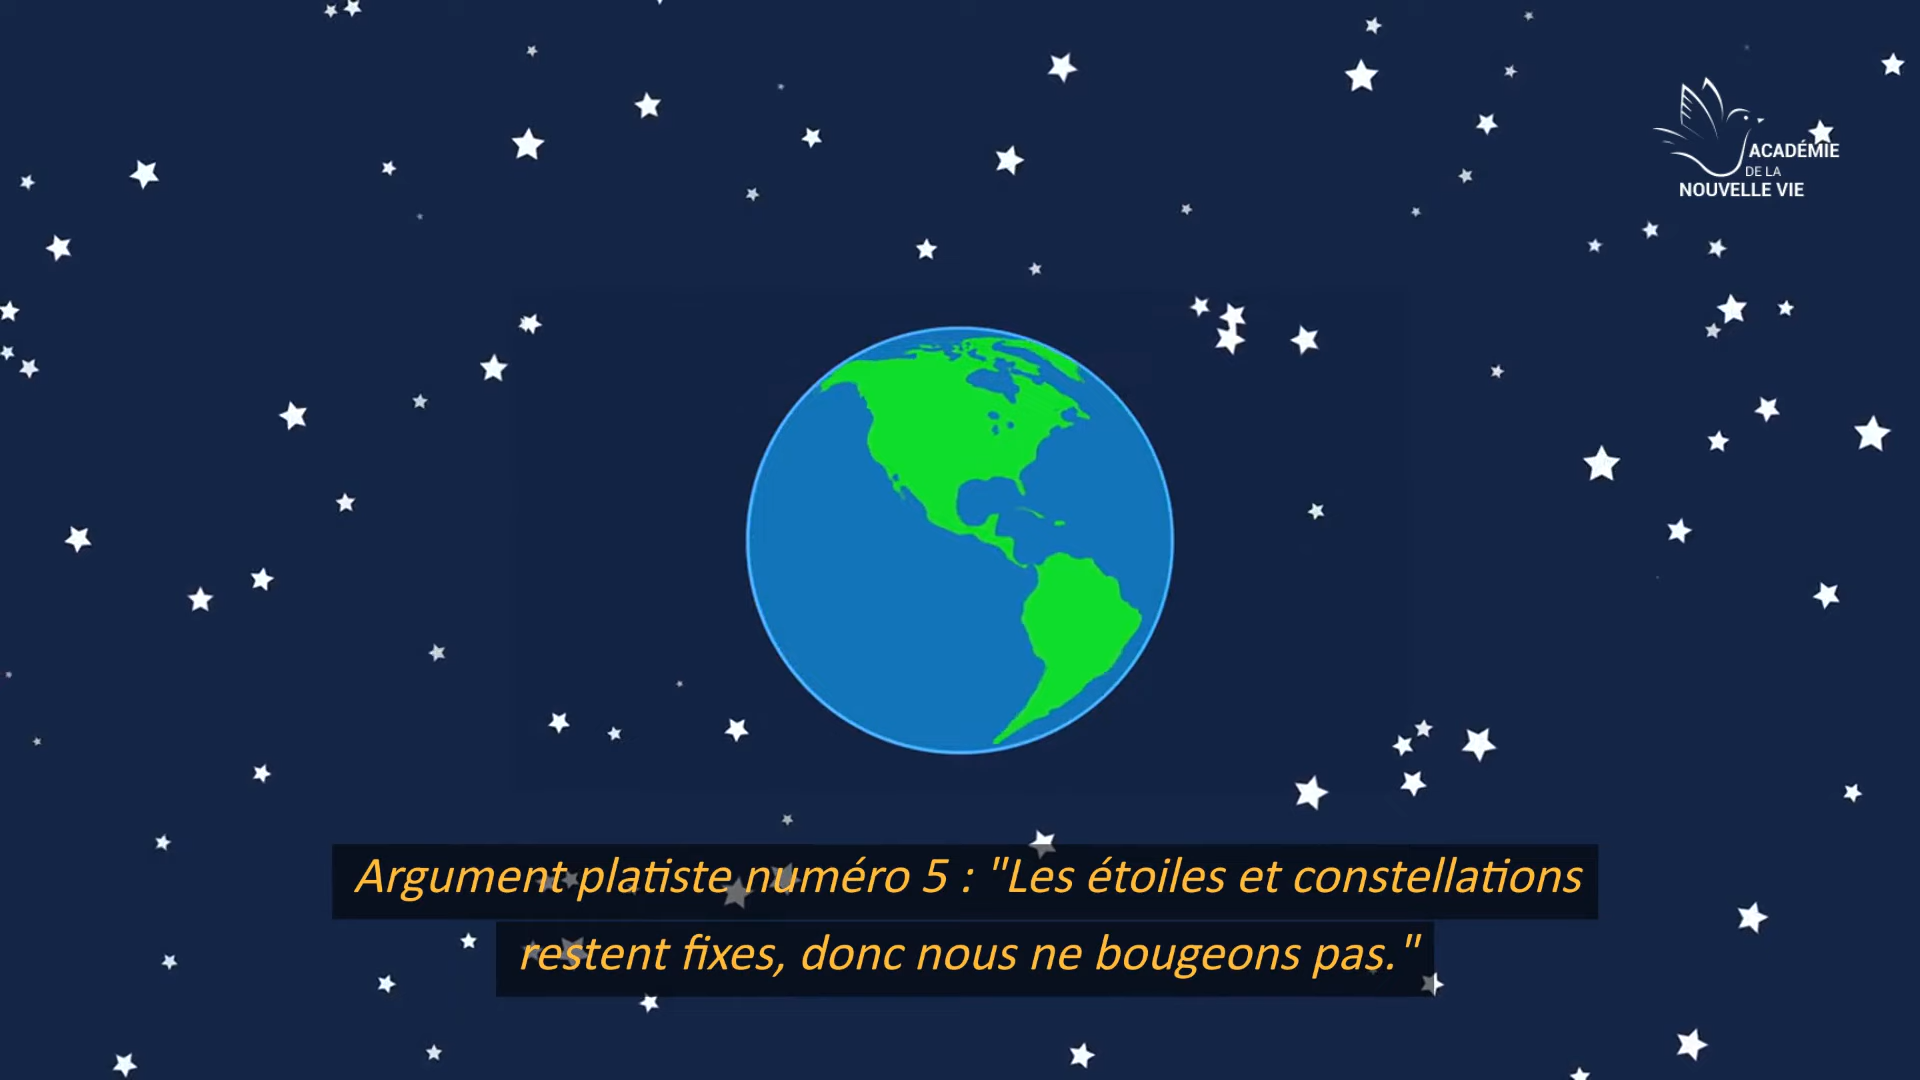 ACADÉMIE
DE LA
NOUVELLE VIE
Argument platiste numéro 5 : "Les étoiles et constellations
restent fixes, donc nous ne bougeons pas."